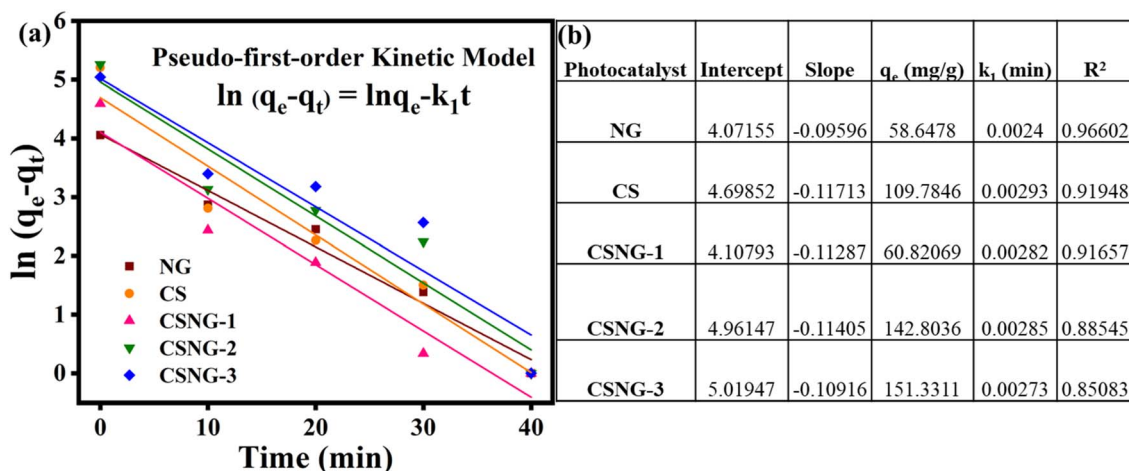 (a)
Pseudo-first-order Kinetic Model
ln (qe-qt) = lnqe-k1t
ln (qe-qt)
6
5
4
3
2
1
0
NG
CS
CSNG-1
CSNG-2
CSNG-3
0 10 20 30 40
Time (min)
(b)
Photocatalyst Intercept Slope qe (mg/g) k1 (min) R²
NG 4.07155 -0.09596 58.6478 0.0024 0.96602
CS 4.69852 -0.11713 109.7846 0.00293 0.91948
CSNG-1 4.10793 -0.11287 60.82069 0.00282 0.91657
CSNG-2 4.96147 -0.11405 142.8036 0.00285 0.88545
CSNG-3 5.01947 -0.10916 151.3311 0.00273 0.85083